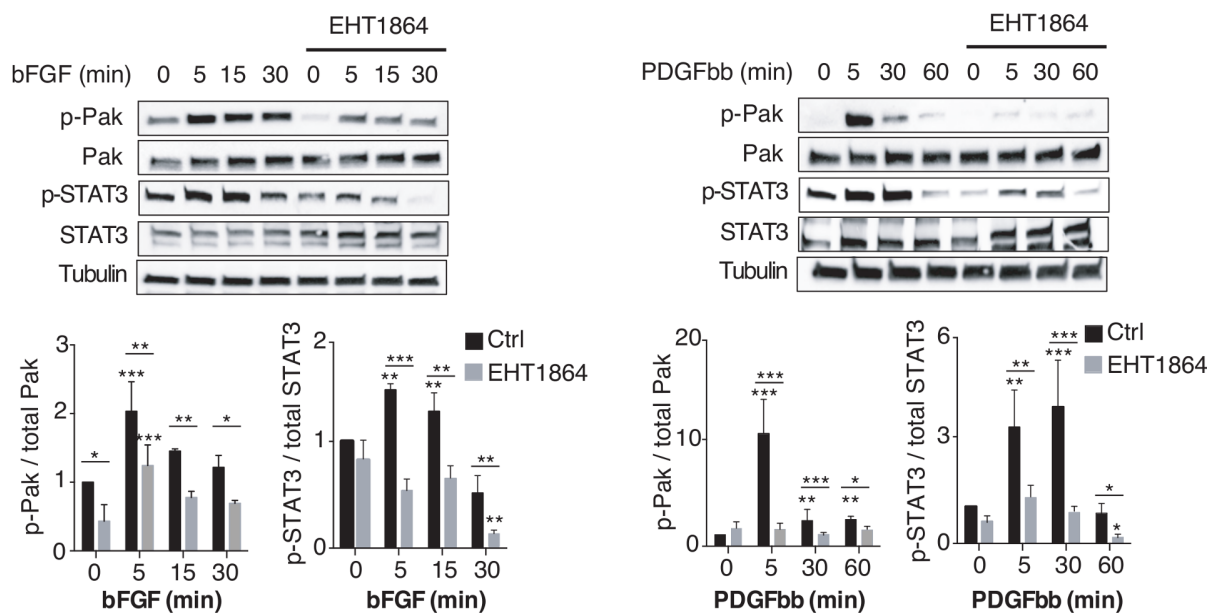 EHT1864
bFGF (min) 0 5 15 30 0 5 15 30
p-Pak
Pak
p-STAT3
STAT3
Tubulin
EHT1864
PDGFbb (min) 0 5 30 60 0 5 30 60
p-Pak
Pak
p-STAT3
STAT3
Tubulin
p-Pak / total Pak
3
2
1
0
*
**
***
***
**
*
0 5 15 30
bFGF (min)
p-STAT3 / total STAT3
2
1
0
***
**
**
**
**
**
0 5 15 30
bFGF (min)
Ctrl
EHT1864
p-Pak / total Pak
20
10
0
***
***
***
**
*
**
0 5 30 60
PDGFbb (min)
p-STAT3 / total STAT3
6
3
0
**
**
***
***
*
*
0 5 30 60
PDGFbb (min)
Ctrl
EHT1864